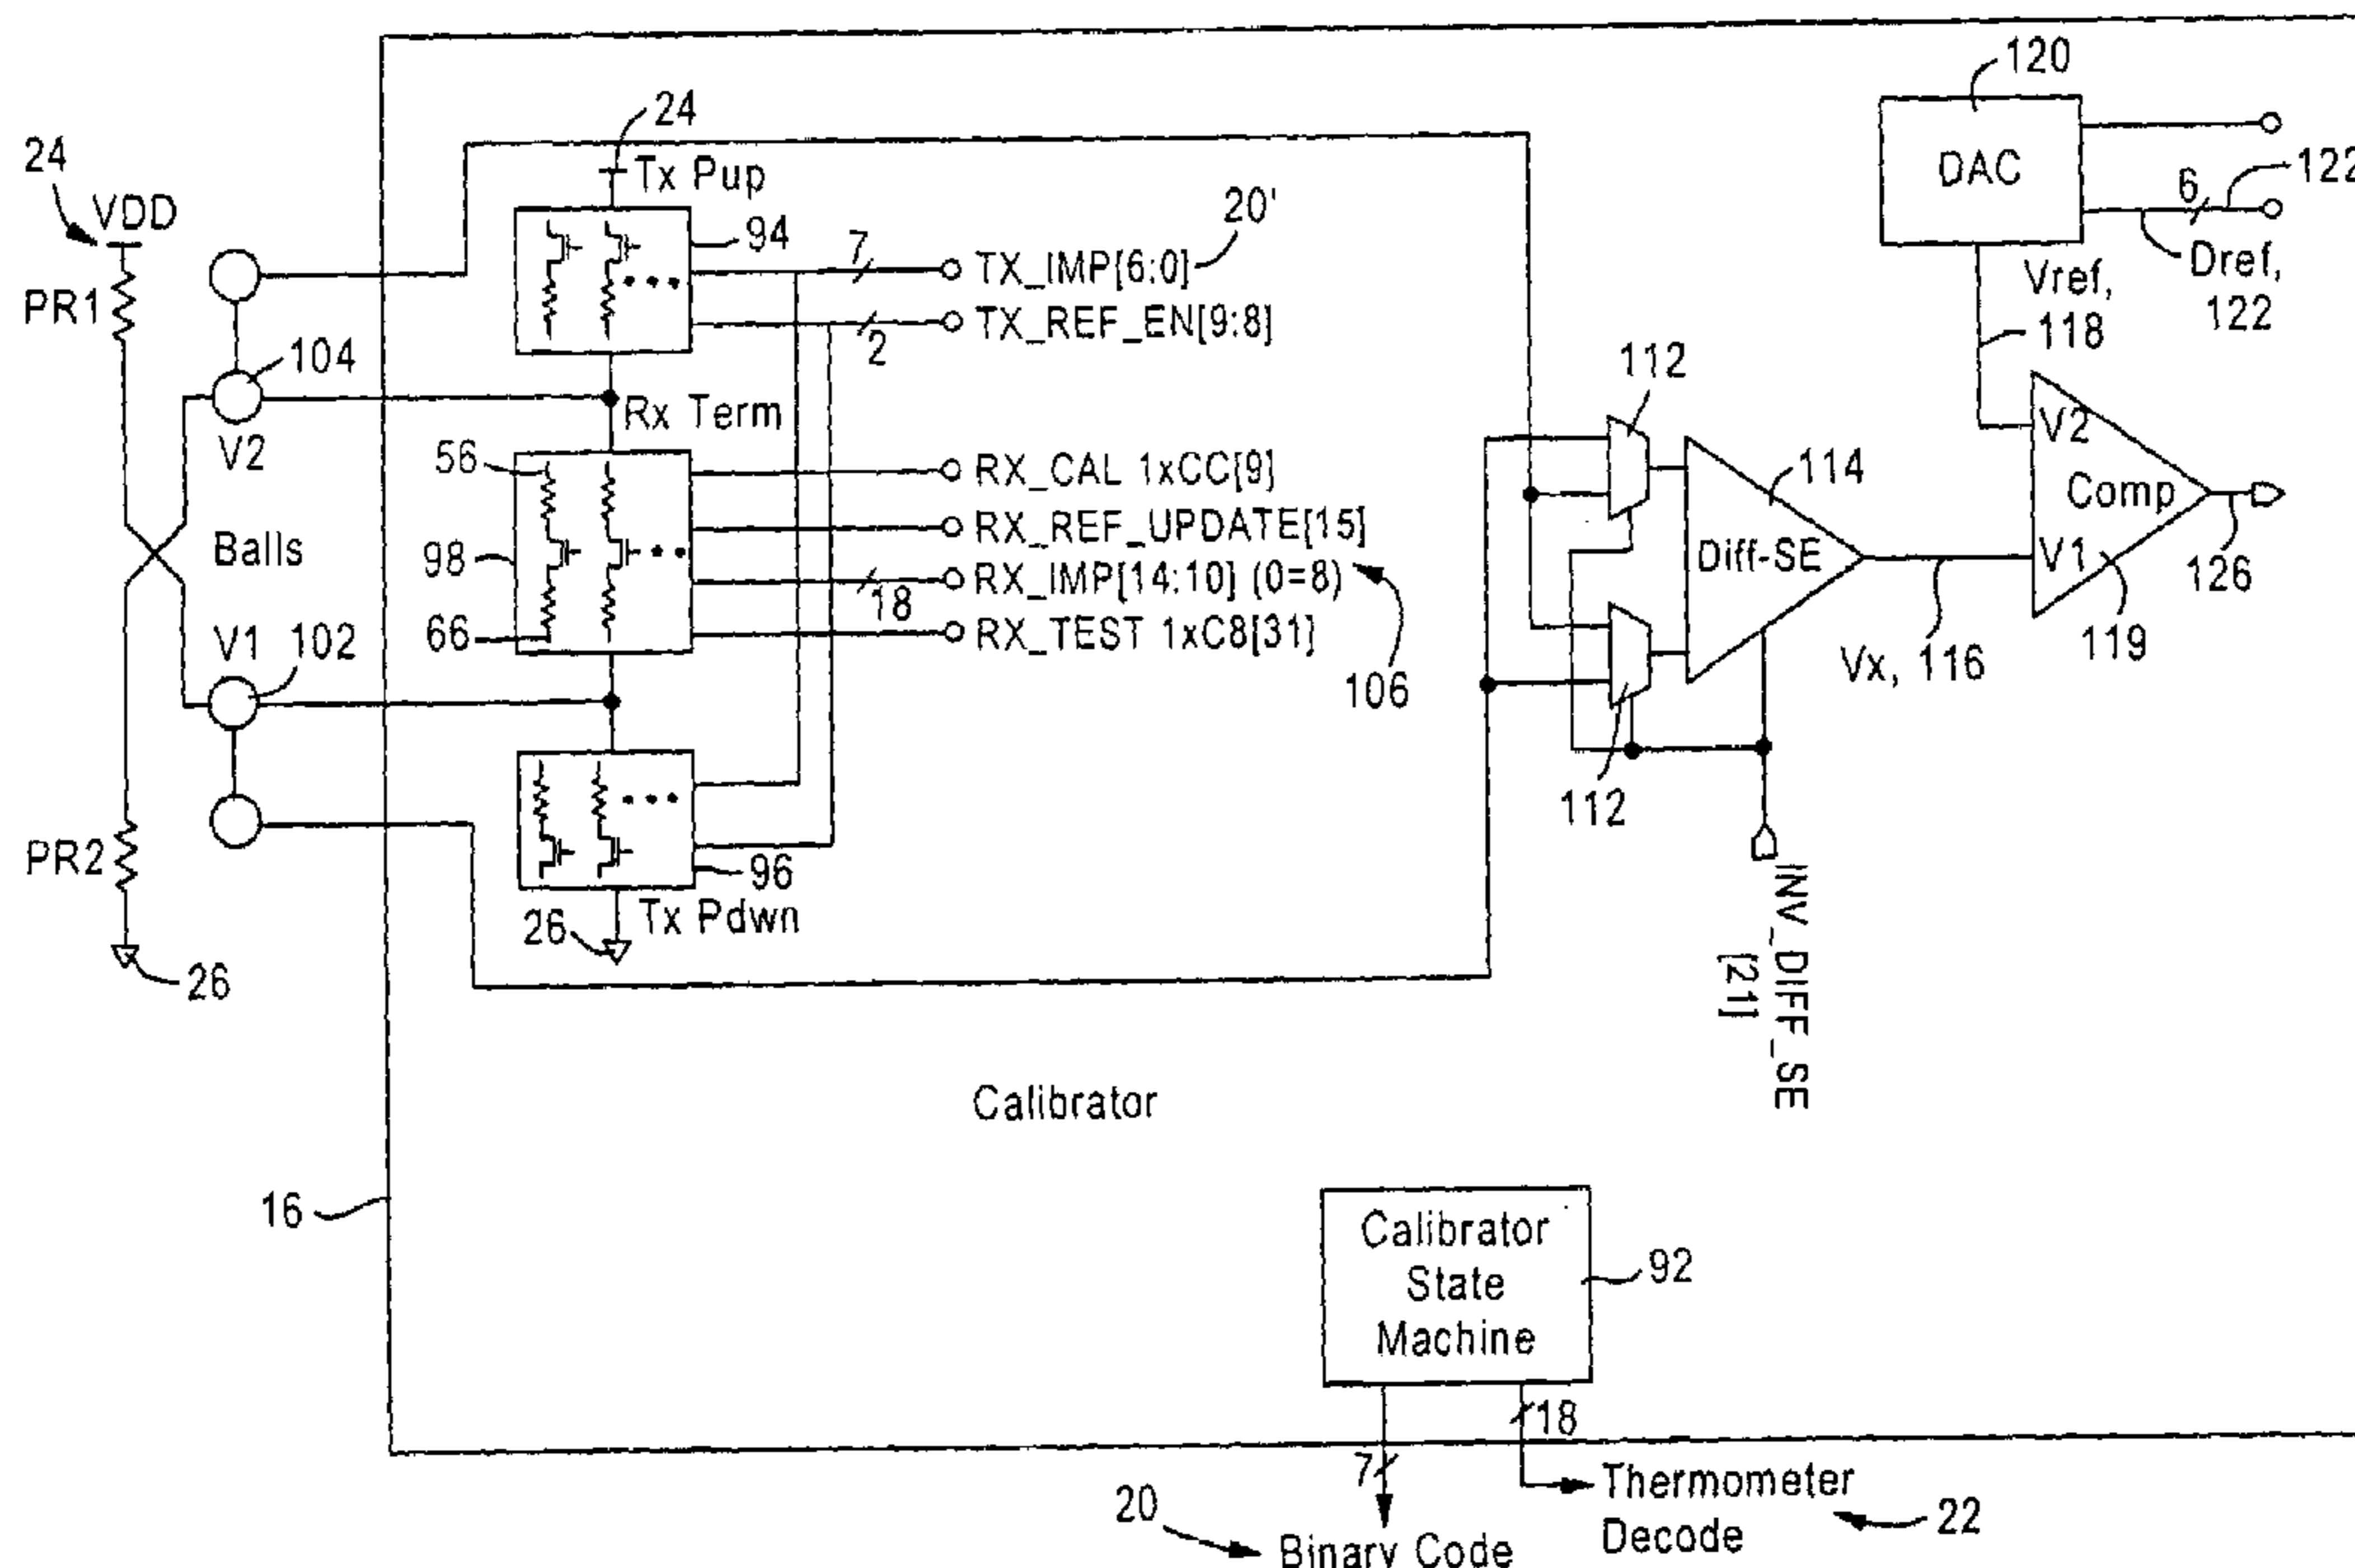 120
24
24
DAC
Tx Pup
20'
6
122
VDD
94
7
TX_IMP[6:0]
Dref,
122
PR1
Vref,
TX_REF_EN[9:8]
2
118
104
112
Rx Term
V2
V2
56
RX_CAL 1xCC[9]
114
Comp
RX_REF_UPDATE[15]
Balls
98
Diff-SE
V1
126
RX_IMP[14:10] (0=8)
18
66
RX_TEST 1xC8[31]
V1
102
119
Vx, 116
106
112
PR2
96
Tx Pdwn
26
26
INV_DIFF_SE
[21]
Calibrator
16
Calibrator
State
Machine
92
18
7
Thermometer
Decode
22
20
Binary Code